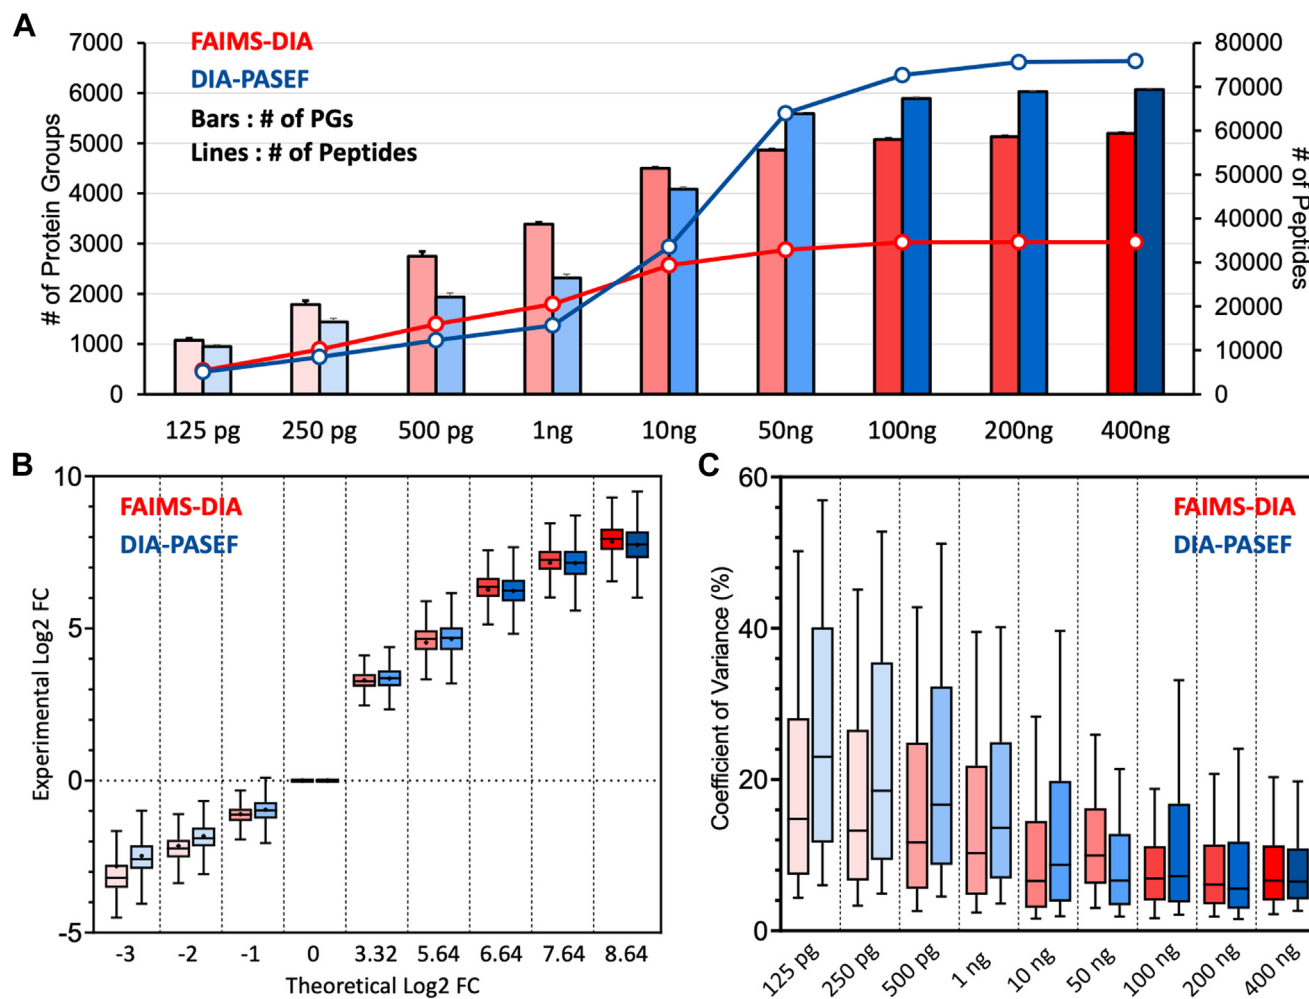 A
FAIMS-DIA
DIA-PASEF
Bars : # of PGs
Lines : # of Peptides
# of Protein Groups
7000
6000
5000
4000
3000
2000
1000
0
80000
70000
60000
50000
40000
30000
20000
10000
0
# of Peptides
125 pg 250 pg 500 pg 1ng 10ng 50ng 100ng 200ng 400ng
B
FAIMS-DIA
DIA-PASEF
Experimental Log2 FC
10
5
0
-5
-3 -2 -1 0 3.32 5.64 6.64 7.64 8.64
Theoretical Log2 FC
C
FAIMS-DIA
DIA-PASEF
Coefficient of Variance (%)
60
40
20
0
125 pg 250 pg 500 pg 1 ng 10 ng 50 ng 100 ng 200 ng 400 ng